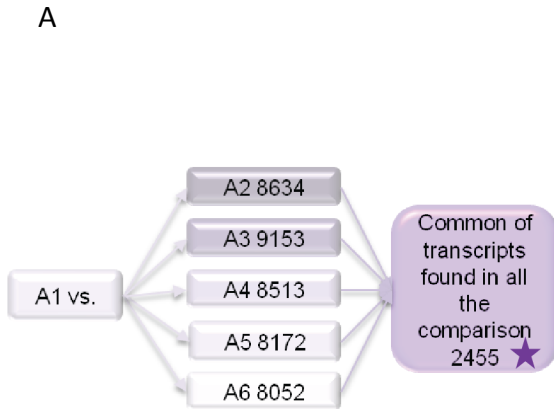 A
A1 vs.
A2 8634
A3 9153
A4 8513
A5 8172
A6 8052
Common of
transcripts
found in all
the
comparison
2455